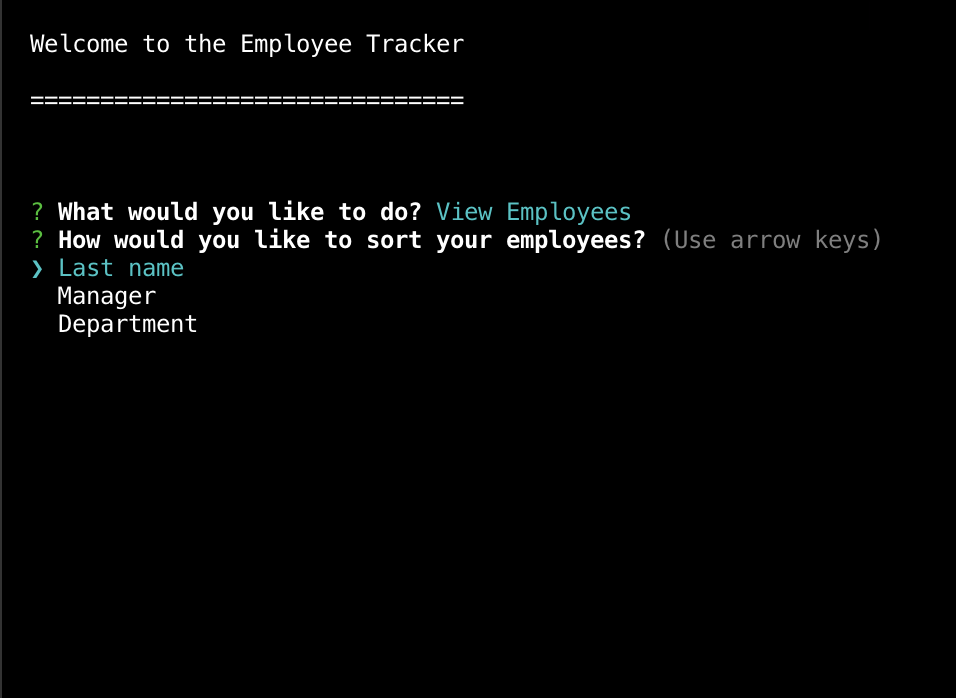 Welcome to the Employee Tracker
===============================
? What would you like to do? View Employees
? How would you like to sort your employees? (Use arrow keys)
❯ Last name
Manager
Department